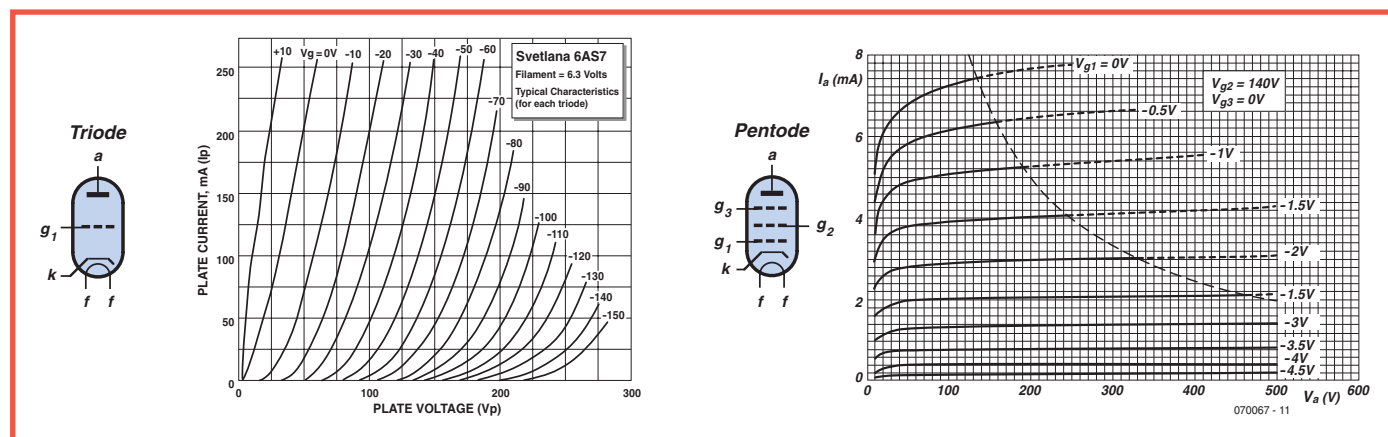 Triode
a
g1
k
f f
PLATE CURRENT, mA (Ip)
250
200
150
100
50
0
+10 Vg = 0V -10 -20 -30 -40 -50 -60
-70
-80
-90
-100
-110
-120
-130
-140
-150
Svetlana 6AS7
Filament = 6.3 Volts
Typical Characteristics
(for each triode)
0 100 200 300
PLATE VOLTAGE (Vp)
Pentode
a
g3
g2
g1
k
f f
Ia (mA)
8
6
4
2
0
Vg1 = 0V
Vg2 = 140V
Vg3 = 0V
-0.5V
-1V
-1.5V
-2V
-1.5V
-3V
-3.5V
-4V
-4.5V
0 100 200 300 400 500 600
Va (V)
070067 - 11